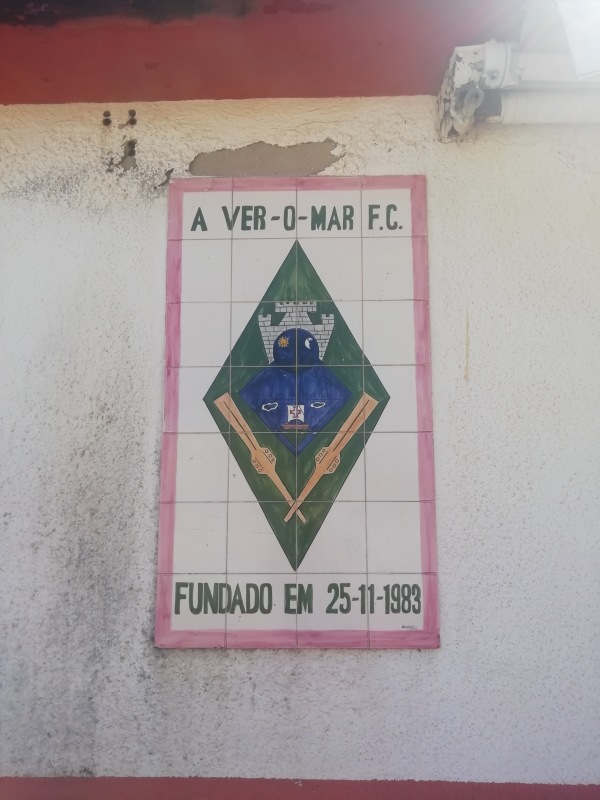 A VER-O-MAR F.C.
FUNDADO EM 25-11-1983